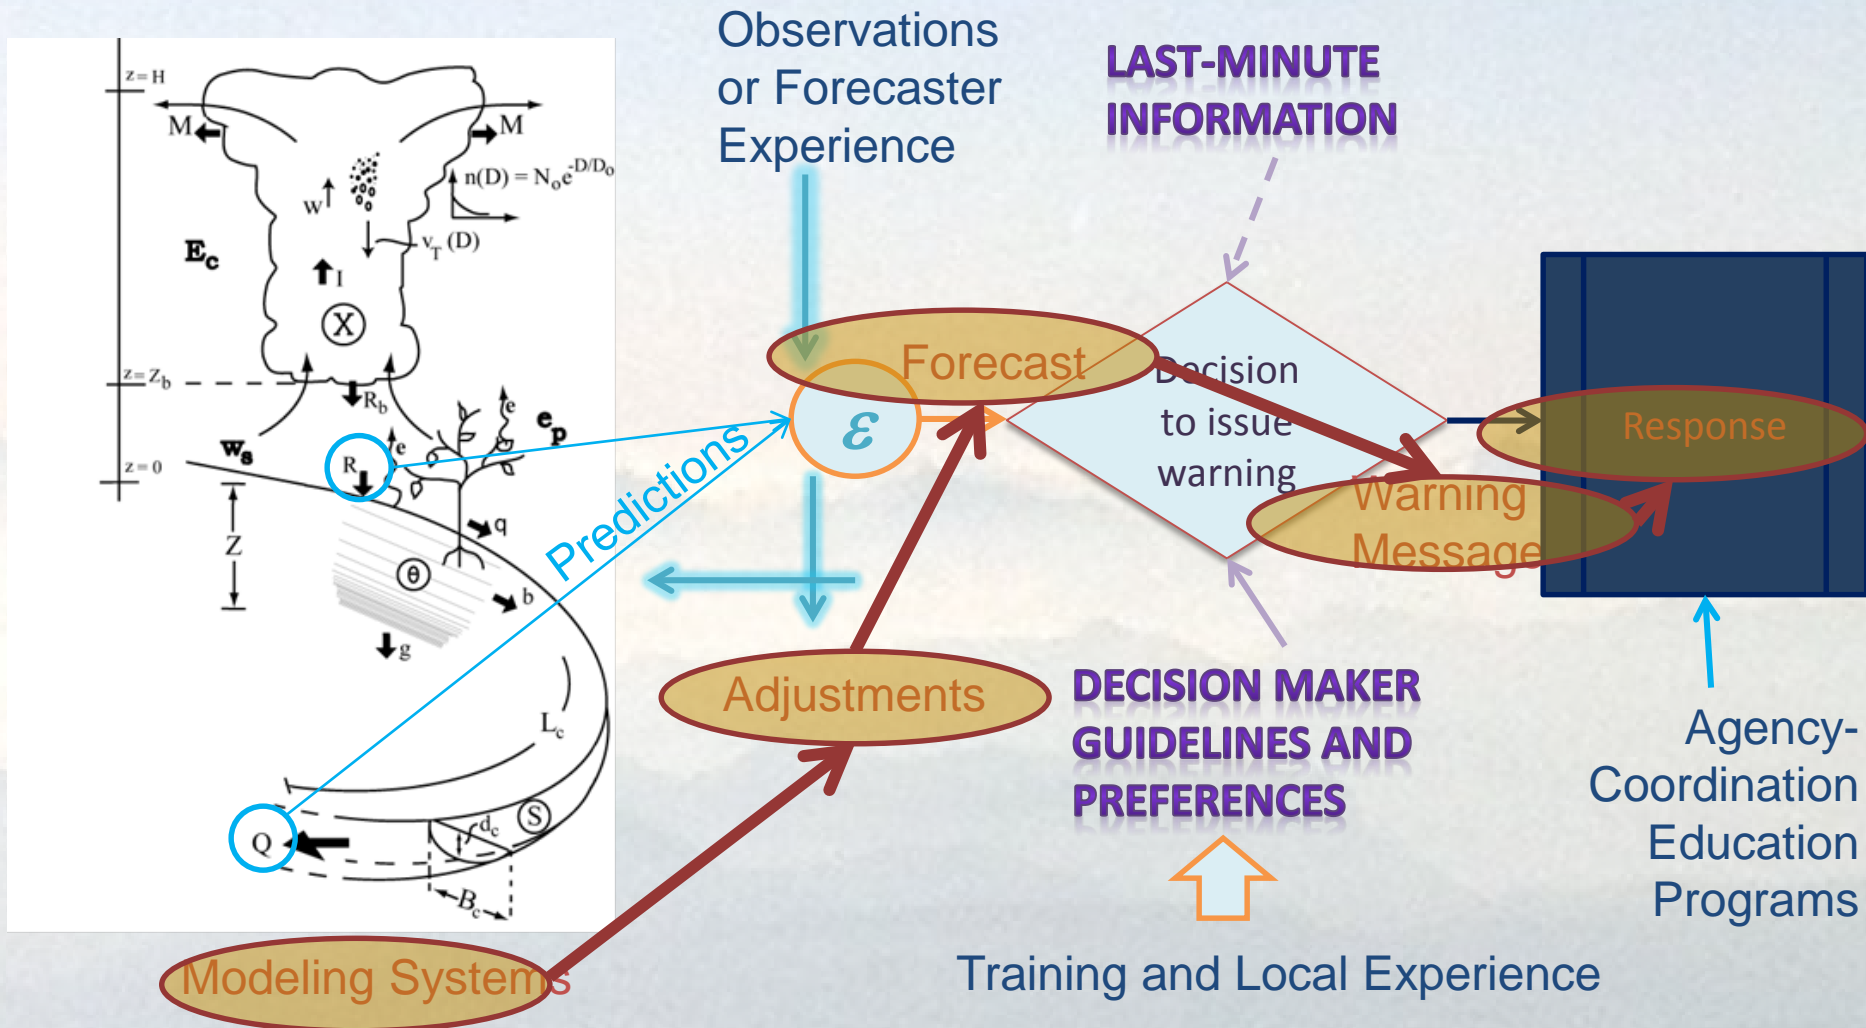 Observations
or Forecaster
Experience
LAST-MINUTE
INFORMATION
z = H
M
M
n(D) = Nₒe^-D/Dₒ
w
v_T (D)
E_c
I
X
z = Z_b
R_b
e
e_p
w_s
e
R
z = 0
Z
q
θ
b
g
L_c
S
d_c
Q
B_c
Predictions
ε
Forecast
Decision
to issue
warning
Warning
Message
Response
Adjustments
DECISION MAKER
GUIDELINES AND
PREFERENCES
Agency-
Coordination
Education
Programs
Training and Local Experience
Modeling Systems